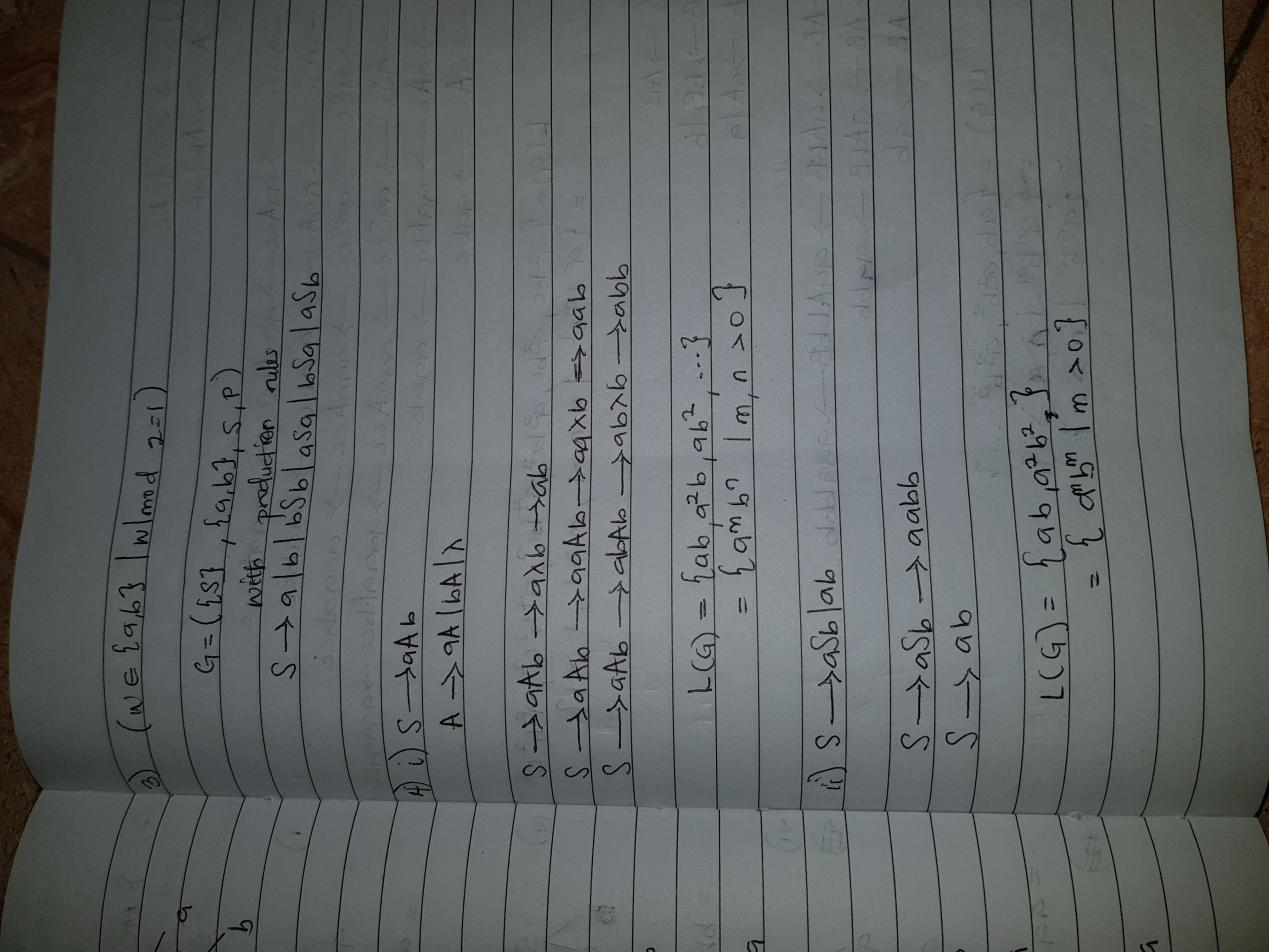 3) (w ∈ {a,b} | |w| mod 2=1)
G=({S}, {a,b}, S, P)
with production rules
S → a|b|bSb|aSa|bSa|aSb
4) i) S → aAb
A → aA|bA|λ
S → aAb → aλb → ab
S → aAb → aaAb → aaλb → aab
S → aAb → abAb → abλb → abb
L(G) = {ab, a²b, ab², ...}
= {aᵐbⁿ | m,n > 0}
ii) S → aSb|ab
S → aSb → aabb
S → ab
L(G) = {ab, a²b², }
= {aᵐbᵐ | m > 0}
a
b